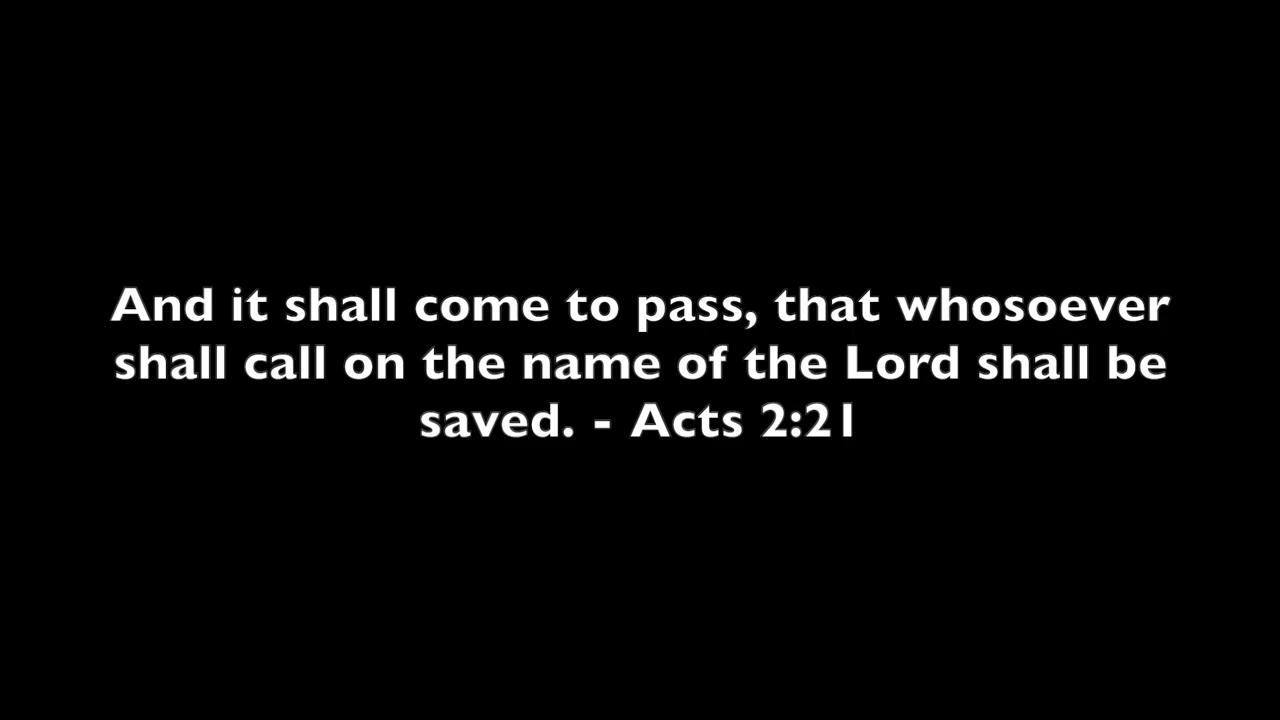 And it shall come to pass, that whosoever
shall call on the name of the Lord shall be
saved. - Acts 2:21